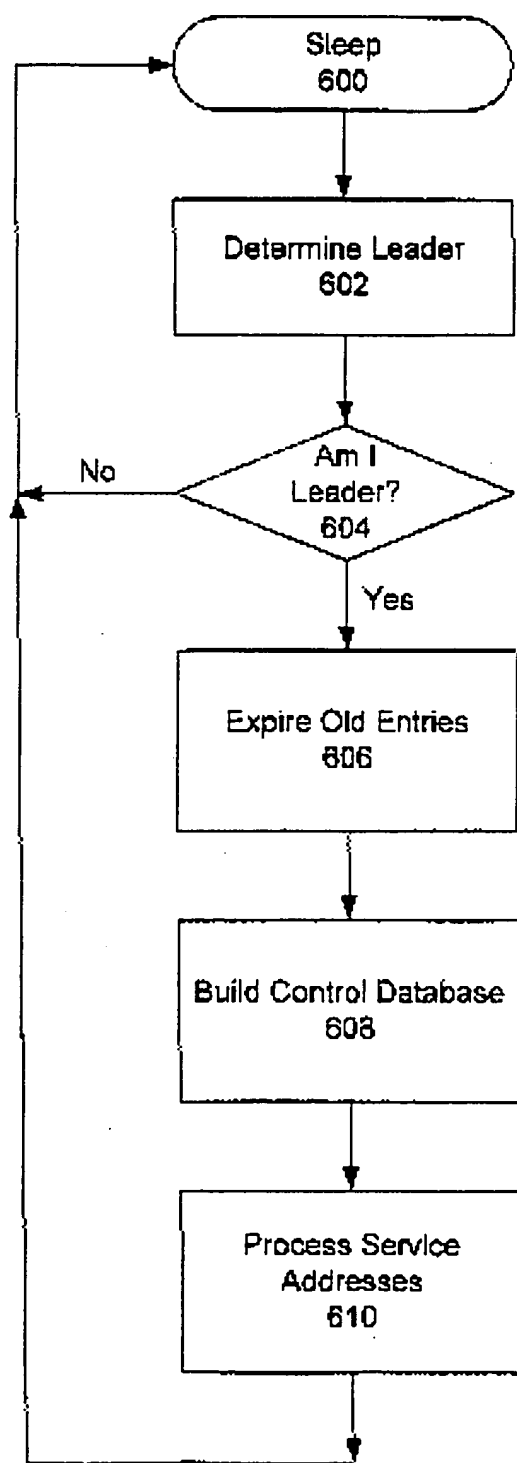 Sleep
600
Determine Leader
602
Am I
Leader?
604
No
Yes
Expire Old Entries
606
Build Control Database
608
Process Service
Addresses
610